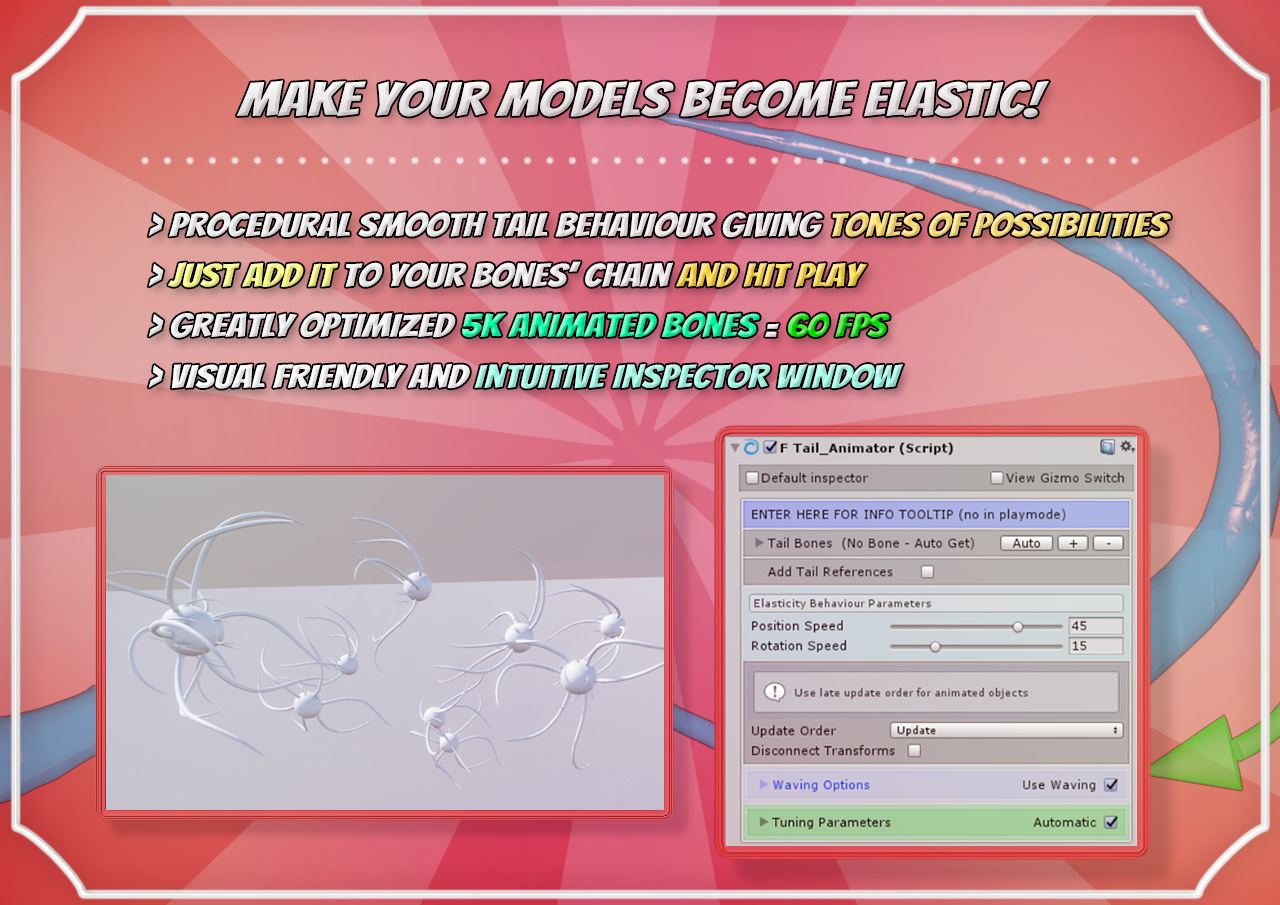 MAKE YOUR MODELS BECOME ELASTIC!
> PROCEDURAL SMOOTH TAIL BEHAVIOUR GIVING TONES OF POSSIBILITIES
> JUST ADD IT TO YOUR BONES' CHAIN AND HIT PLAY
> GREATLY OPTIMIZED 5K ANIMATED BONES = 60 FPS
> VISUAL FRIENDLY AND INTUITIVE INSPECTOR WINDOW
F Tail_Animator (Script)
Default inspector View Gizmo Switch
ENTER HERE FOR INFO TOOLTIP (no in playmode)
Tail Bones (No Bone - Auto Get) Auto + -
Add Tail References
Elasticity Behaviour Parameters
Position Speed 45
Rotation Speed 15
Use late update order for animated objects
Update Order Update
Disconnect Transforms
Waving Options Use Waving
Tuning Parameters Automatic